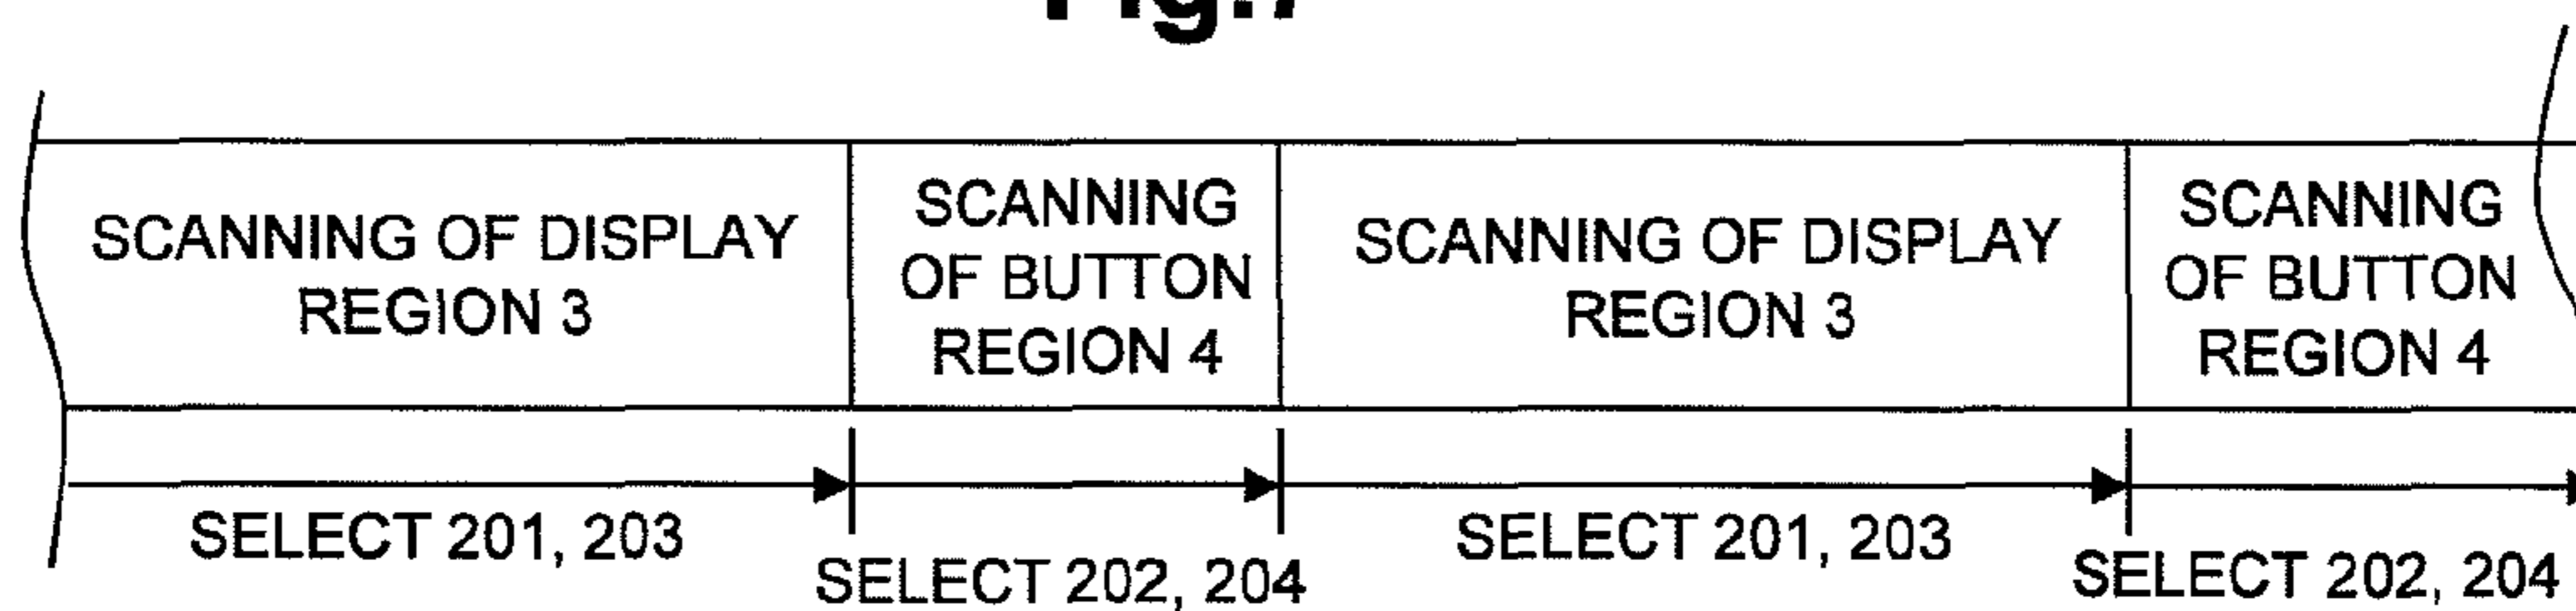 SCANNING OF DISPLAY
REGION 3
SCANNING
OF BUTTON
REGION 4
SCANNING OF DISPLAY
REGION 3
SCANNING
OF BUTTON
REGION 4
SELECT 201, 203
SELECT 202, 204
SELECT 201, 203
SELECT 202, 204